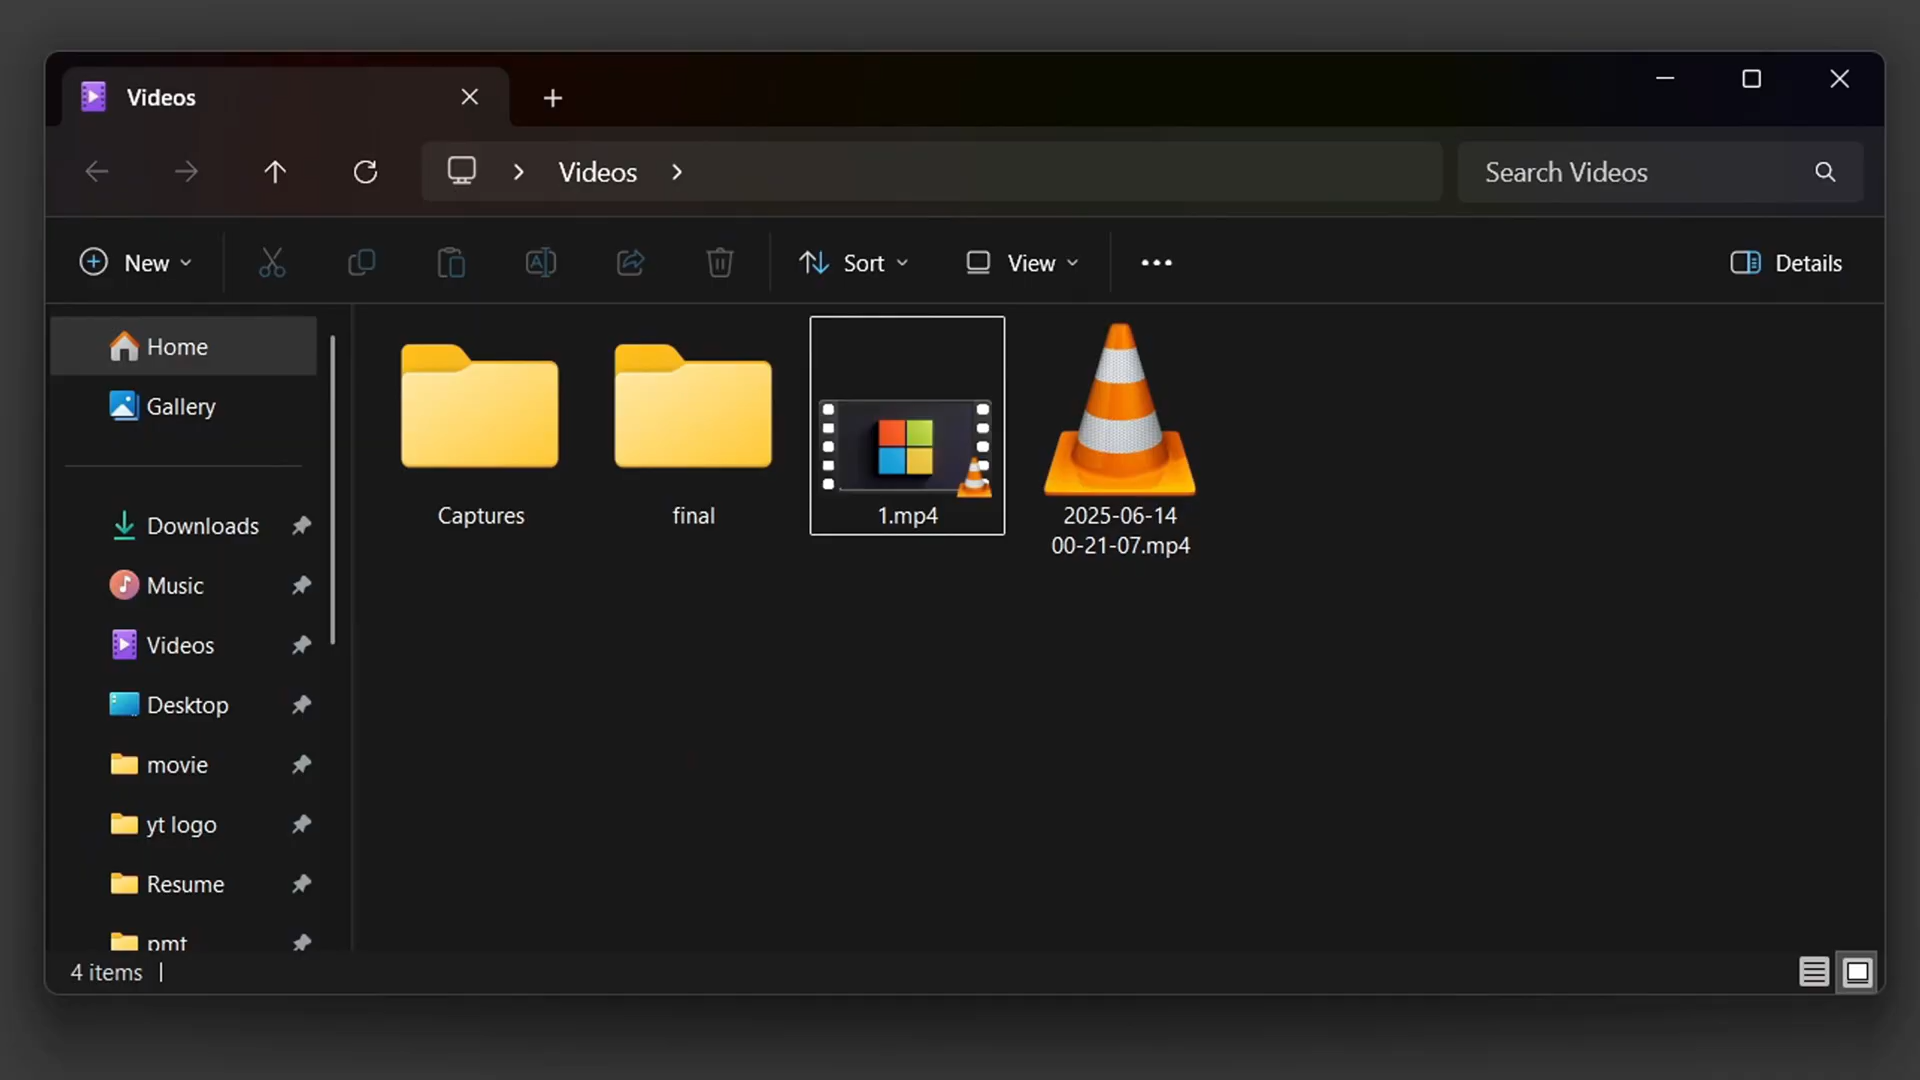 Videos
Videos
Search Videos
New
Sort
View
Details
Home
Gallery
Downloads
Music
Videos
Desktop
movie
yt logo
Resume
pmt
Captures
final
1.mp4
2025-06-14
00-21-07.mp4
4 items